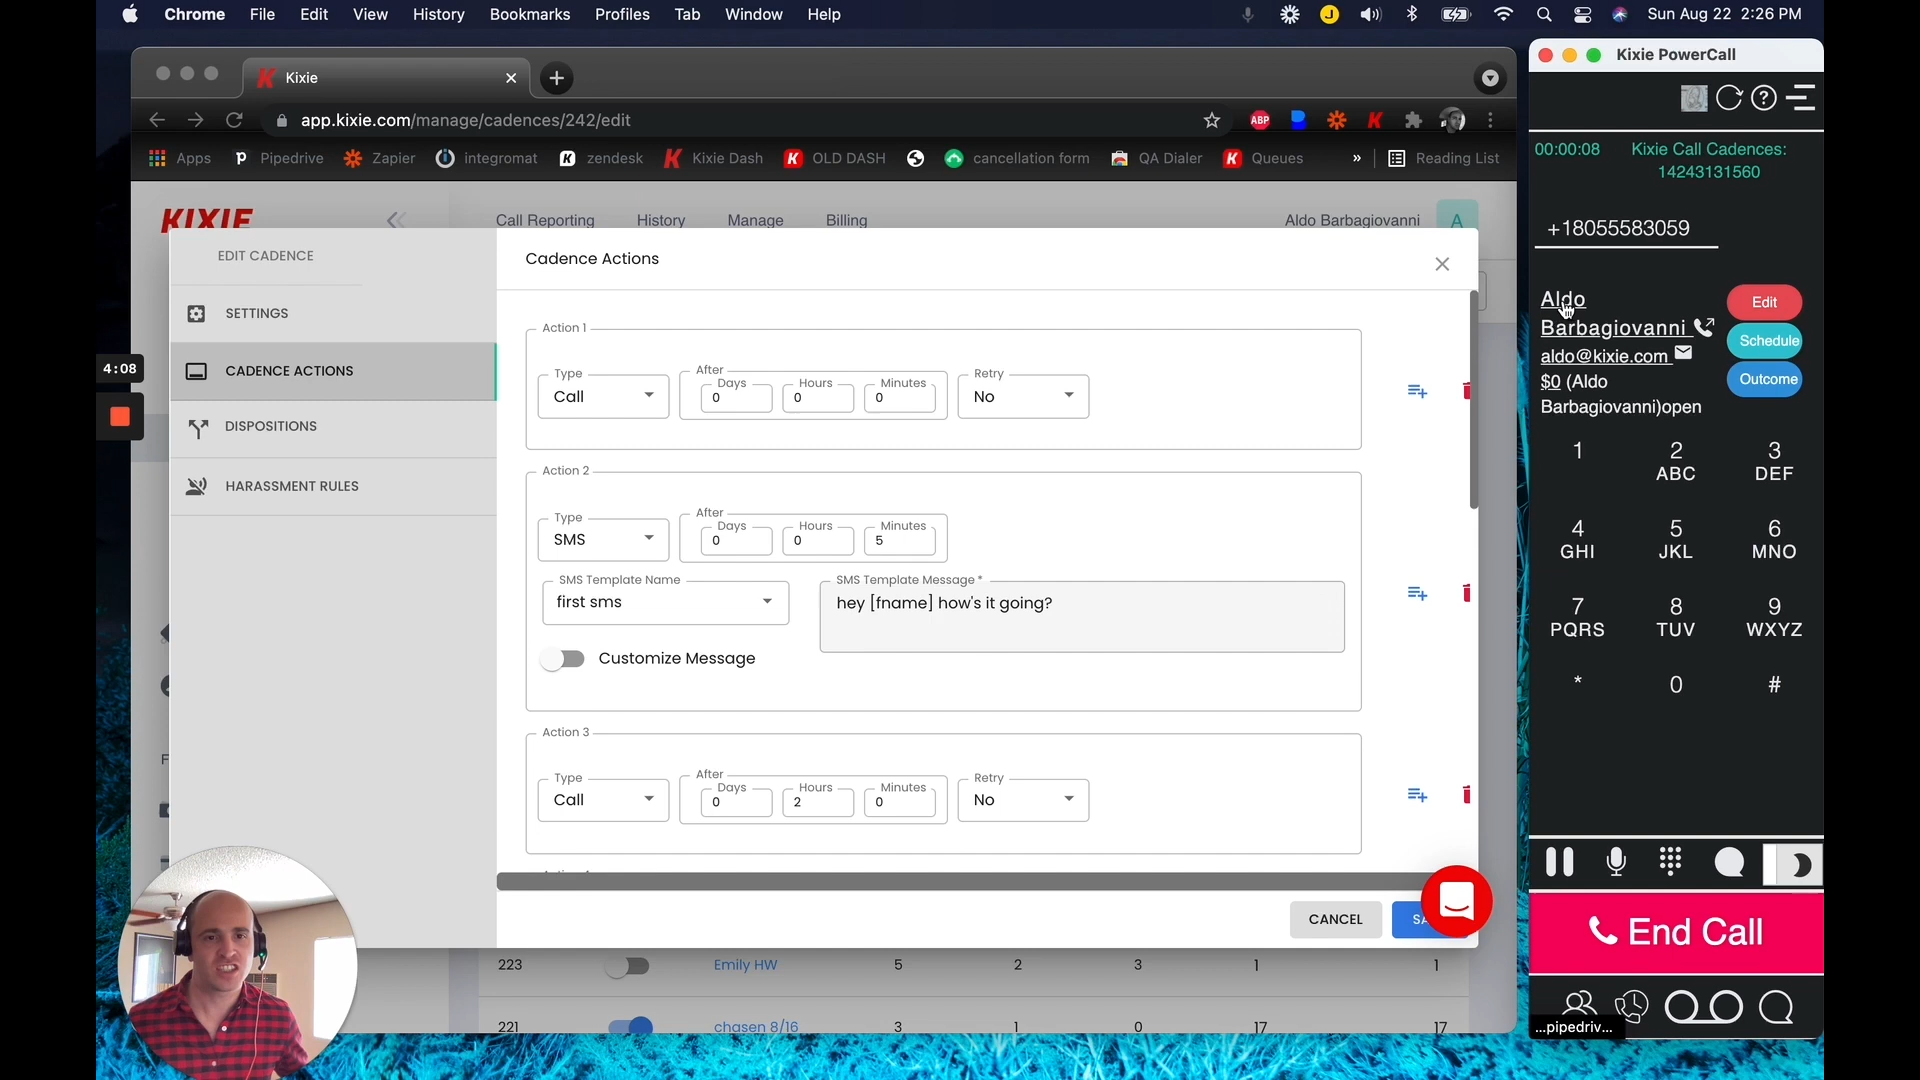 Chrome File Edit View History Bookmarks Profiles Tab Window Help
J
Sun Aug 22 2:26 PM
Kixie
app.kixie.com/manage/cadences/242/edit
ABP
Apps Pipedrive Zapier integromat zendesk Kixie Dash OLD DASH cancellation form QA Dialer Queues » Reading List
KIXIE
Call Reporting History Manage Billing Aldo Barbagiovanni A
EDIT CADENCE
SETTINGS
CADENCE ACTIONS
DISPOSITIONS
HARASSMENT RULES
4:08
Cadence Actions
Action 1
Type After Retry
Days Hours Minutes
Call 0 0 0 No
Action 2
Type After
Days Hours Minutes
SMS 0 0 5
SMS Template Name SMS Template Message *
first sms hey [fname] how's it going?
Customize Message
Action 3
Type After Retry
Days Hours Minutes
Call 0 2 0 No
CANCEL
223 Emily HW 5 2 3 1 1
221 chasen 8/16 3 1 0 17 17
Kixie PowerCall
00:00:08 Kixie Call Cadences:
14243131560
+18055583059
Aldo
Barbagiovanni
aldo@kixie.com
$0 (Aldo
Barbagiovanni)open
Edit
Schedule
Outcome
1 2 3
ABC DEF
4 5 6
GHI JKL MNO
7 8 9
PQRS TUV WXYZ
* 0 #
End Call
...pipedriv...